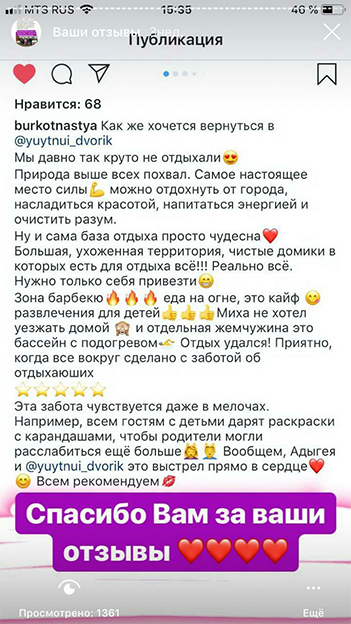 MTS RUS 15:35 46 %
Ваши отзывы 3 нед.
Публикация
Нравится: 68
burkotnastya Как же хочется вернуться в
@yuytnui_dvorik
Мы давно так круто не отдыхали😍
Природа выше всех похвал. Самое настоящее
место силы💪 можно отдохнуть от города,
насладиться красотой, напитаться энергией и
очистить разум.
Ну и сама база отдыха просто чудесна❤️
Большая, ухоженная территория, чистые домики в
которых есть для отдыха всё!!! Реально всё.
Нужно только себя привезти😁
Зона барбекю🔥🔥🔥 еда на огне, это кайф 😋
развлечения для детей👍👍👍Миха не хотел
уезжать домой 🙈 и отдельная жемчужина это
бассейн с подогревом🏊 Отдых удался! Приятно,
когда все вокруг сделано с заботой об
отдыхаюших
⭐⭐⭐⭐⭐
Эта забота чувствуется даже в мелочах.
Например, всем гостям с детьми дарят раскраски
с карандашами, чтобы родители могли
расслабиться ещё больше💆💆‍♂️ Вообщем, Адыгея
и @yuytnui_dvorik это выстрел прямо в сердце❤️
😊 Всем рекомендуем💋
Спасибо Вам за ваши
отзывы ❤️❤️❤️❤️
Просмотрено: 1361 Ещё